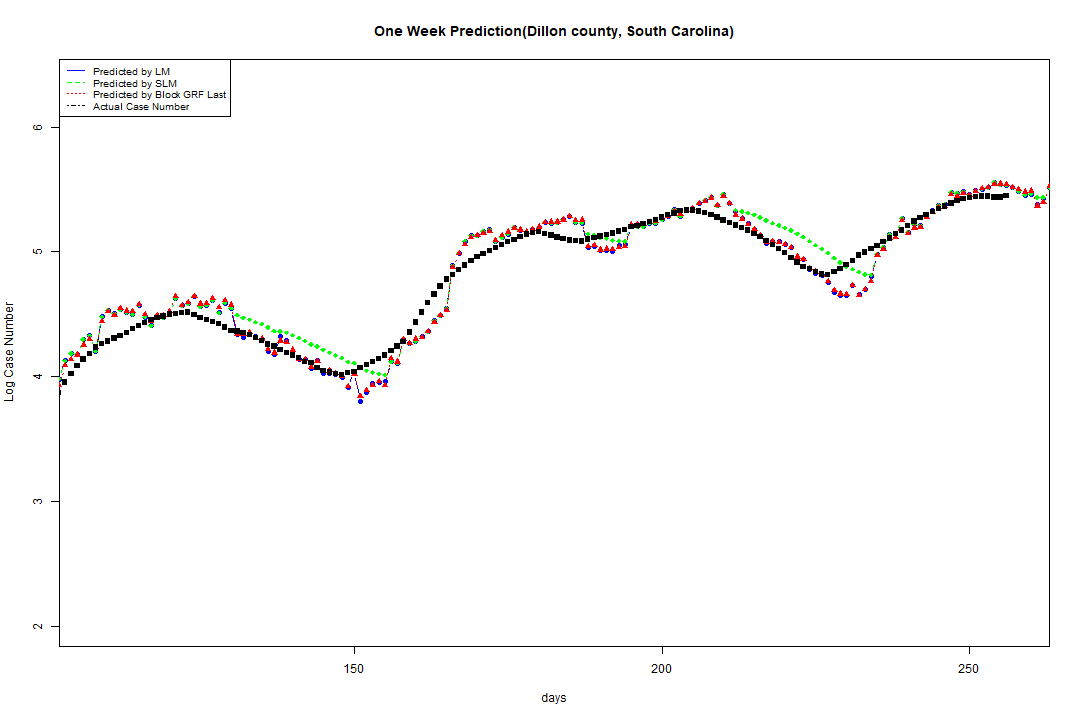 One Week Prediction(Dillon county, South Carolina)
Predicted by LM
Predicted by SLM
Predicted by Block GRF Last
Actual Case Number
6
5
4
3
2
Log Case Number
150
200
250
days